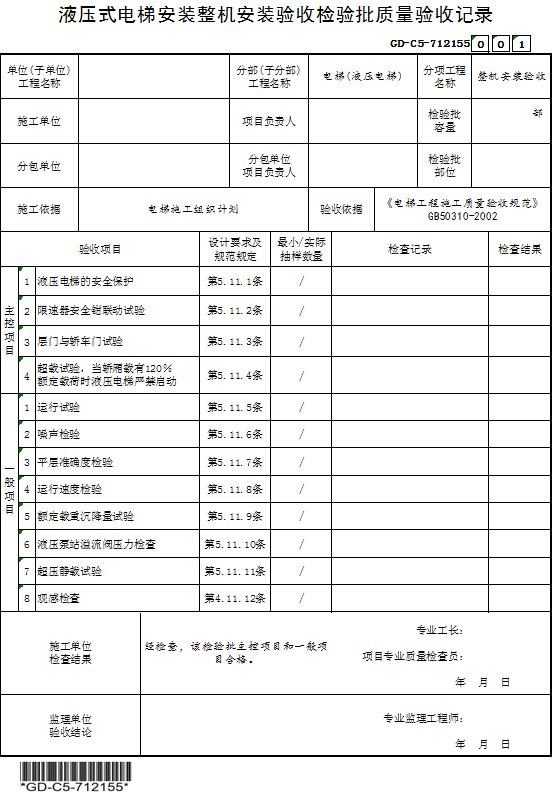 液压式电梯安装整机安装验收检验批质量验收记录
GD-C5-712155 0 0 1
单位(子单位)
工程名称
分部(子分部)
工程名称
电梯(液压电梯)
分项工程
名称
整机安装验收
施工单位
项目负责人
检验批
容量
部
分包单位
分包单位
项目负责人
检验批
部位
施工依据
电梯施工组织计划
验收依据
《电梯工程施工质量验收规范》
GB50310-2002
验收项目
设计要求及
规范规定
最小/实际
抽样数量
检查记录
检查结果
主控项目
1 液压电梯的安全保护 第5.11.1条 /
2 限速器安全钳联动试验 第5.11.2条 /
3 层门与轿车门试验 第5.11.3条 /
4 超载试验，当轿厢载有120%
额定载荷时液压电梯严禁启动 第5.11.4条 /
一般项目
1 运行试验 第5.11.5条 /
2 噪声检验 第5.11.6条 /
3 平层准确度检验 第5.11.7条 /
4 运行速度检验 第5.11.8条 /
5 额定载重沉降量试验 第5.11.9条 /
6 液压泵站溢流阀压力检查 第5.11.10条 /
7 超压静载试验 第5.11.11条 /
8 观感检查 第4.11.12条 /
施工单位
检查结果
经检查，该检验批主控项目和一般项
目合格。
专业工长：
项目专业质量检查员：
年 月 日
监理单位
验收结论
专业监理工程师：
年 月 日
*GD-C5-712155*